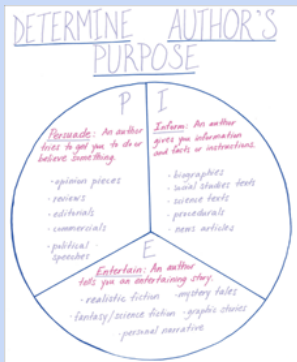 DETERMINE AUTHOR'S
PURPOSE
P
Persuade: An author
tries to get you to do or
believe something.
• opinion pieces
• reviews
• editorials
• commercials
• political
speeches
I
Inform: An author
gives you information
and facts or instructions.
• biographies
• social studies texts
• science texts
• procedurals
• news articles
E
Entertain: An author
tells you an entertaining story.
• realistic fiction • mystery tales
• fantasy/science fiction • graphic stories
• personal narrative